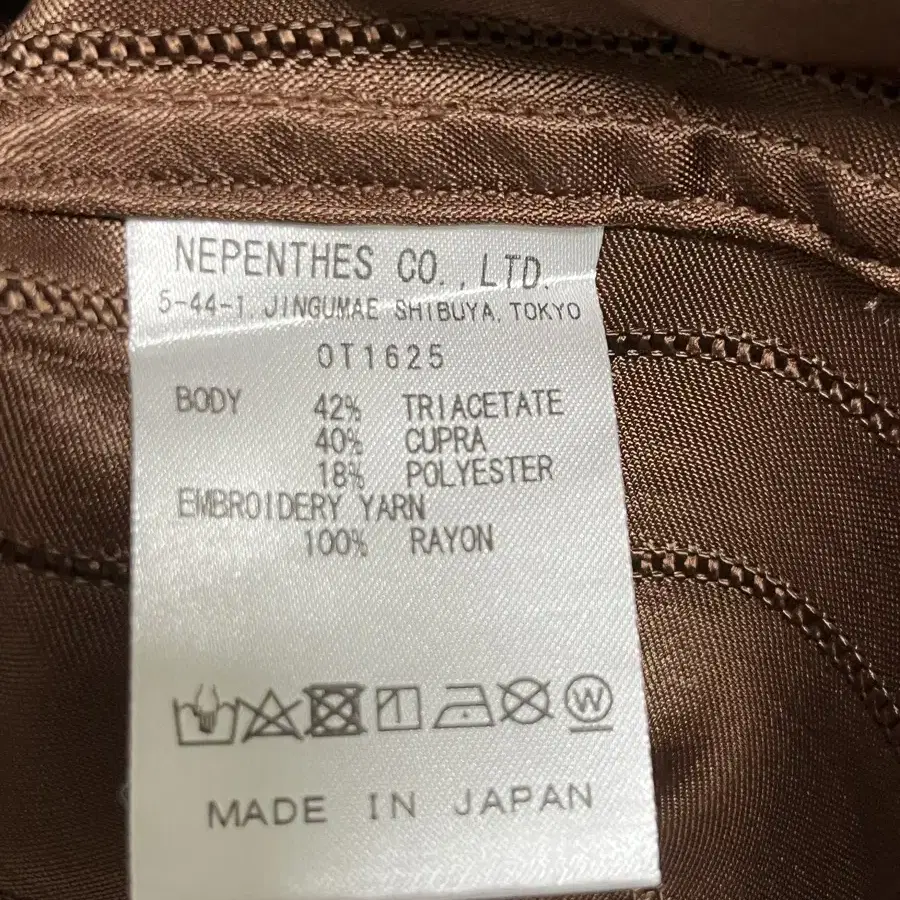 NEPENTHES CO., LTD.
5-44-1, JINGUMAE SHIBUYA, TOKYO
OT1625
BODY 42% TRIACETATE
40% CUPRA
18% POLYESTER
EMBROIDERY YARN
100% RAYON
W
MADE IN JAPAN